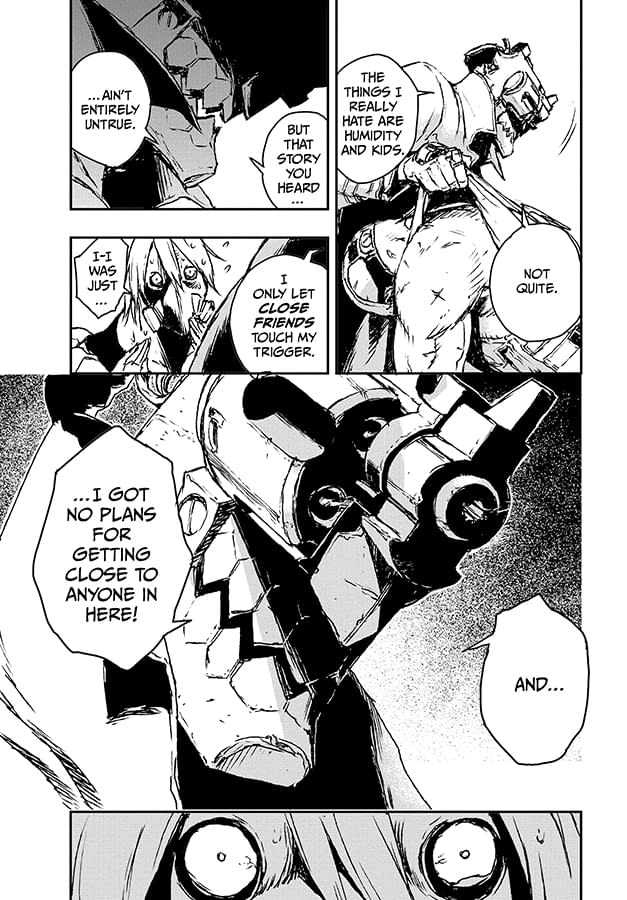 THE
THINGS I
REALLY
HATE ARE
HUMIDITY
AND KIDS.
NOT
QUITE.
BUT
THAT
STORY
YOU
HEARD
...
...AIN'T
ENTIRELY
UNTRUE.
I
ONLY LET
CLOSE
FRIENDS
TOUCH MY
TRIGGER.
I-I
WAS
JUST
...
AND...
...I GOT
NO PLANS
FOR
GETTING
CLOSE TO
ANYONE IN
HERE!